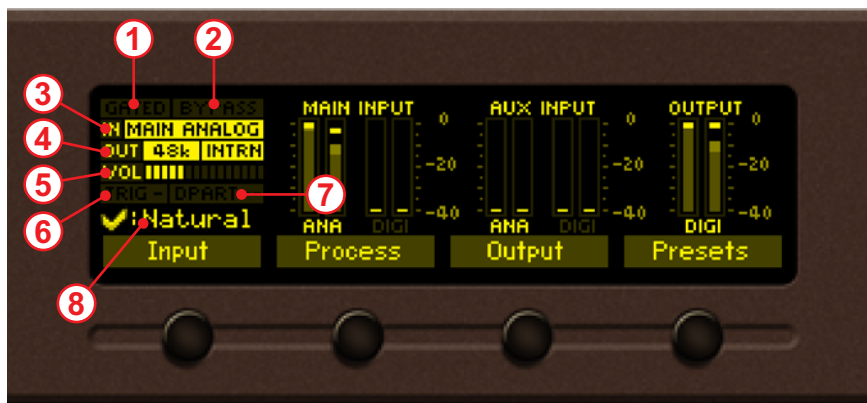 1 2
GATED BYPASS MAIN INPUT AUX INPUT OUTPUT
3 IN MAIN ANALOG 0 0 0
4 OUT 48k INTRN -20 -20 -20
5 VOL
6 TRIG - DPART 7 -40 -40 -40
✓:Natural ANA DIGI ANA DIGI DIGI
8
Input Process Output Presets